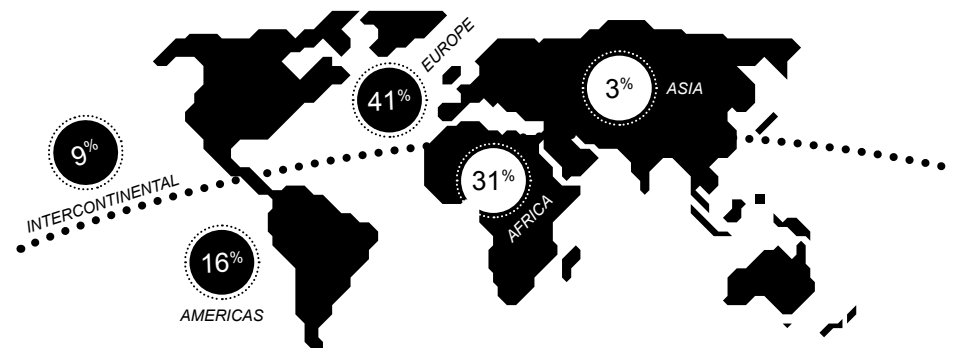 EUROPE
41%
3%
ASIA
9%
31%
INTERCONTINENTAL
AFRICA
16%
AMERICAS